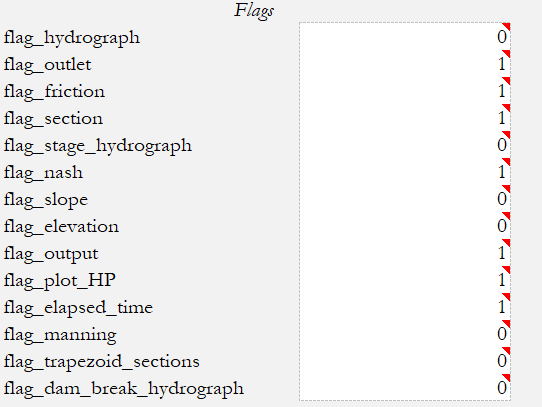 Flags
flag_hydrograph 0
flag_outlet 1
flag_friction 1
flag_section 1
flag_stage_hydrograph 0
flag_nash 1
flag_slope 0
flag_elevation 0
flag_output 1
flag_plot_HP 1
flag_elapsed_time 1
flag_manning 0
flag_trapezoid_sections 0
flag_dam_break_hydrograph 0